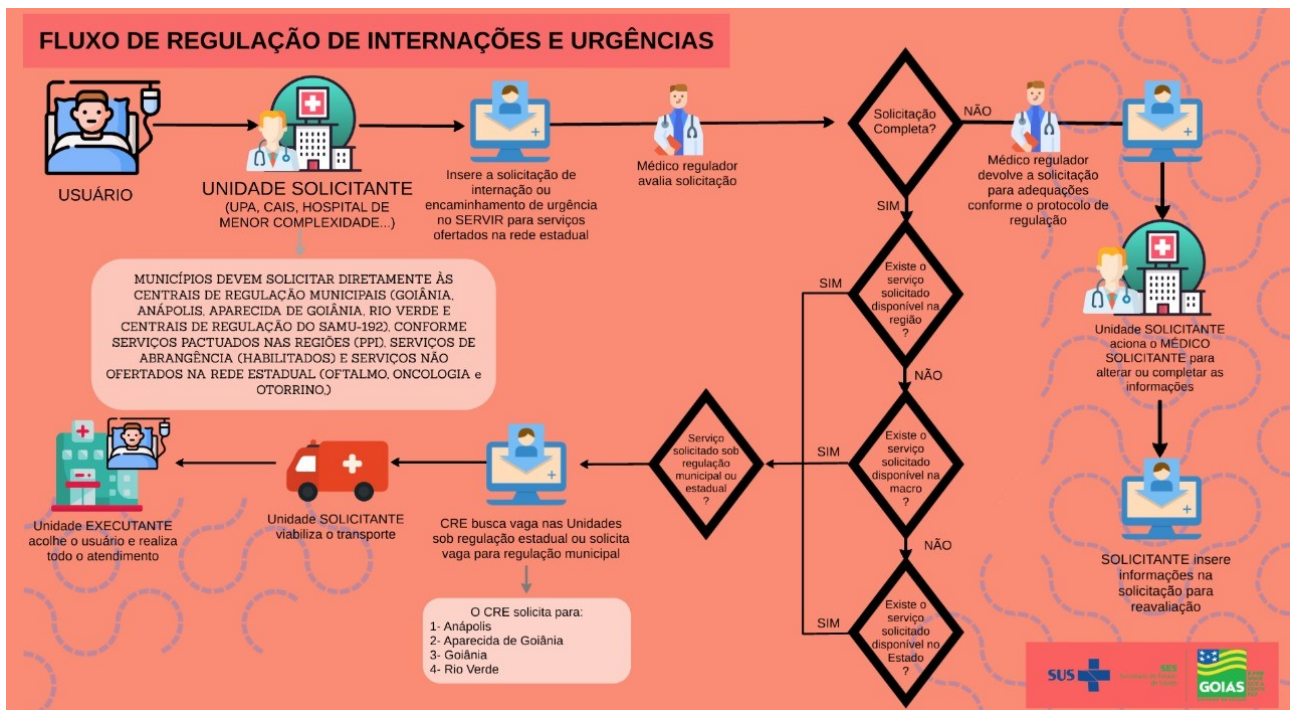 FLUXO DE REGULAÇÃO DE INTERNAÇÕES E URGÊNCIAS
USUÁRIO
UNIDADE SOLICITANTE
(UPA, CAIS, HOSPITAL DE
MENOR COMPLEXIDADE...)
Insere a solicitação de
internação ou
encaminhamento de urgência
no SERVIR para serviços
ofertados na rede estadual
Médico regulador
avalia solicitação
Solicitação
Completa?
NÃO
Médico regulador
devolve a solicitação
para adequações
conforme o protocolo de
regulação
SIM
MUNICÍPIOS DEVEM SOLICITAR DIRETAMENTE ÀS
CENTRAIS DE REGULAÇÃO MUNICIPAIS (GOIÂNIA,
ANÁPOLIS, APARECIDA DE GOIÂNIA, RIO VERDE E
CENTRAIS DE REGULAÇÃO DO SAMU-192), CONFORME
SERVIÇOS PACTUADOS NAS REGIÕES (PPI), SERVIÇOS DE
ABRANGÊNCIA (HABILITADOS) E SERVIÇOS NÃO
OFERTADOS NA REDE ESTADUAL (OFTALMO, ONCOLOGIA e
OTORRINO,)
SIM
Existe o
serviço
solicitado
disponível na
região
?
NÃO
Unidade SOLICITANTE
aciona o MÉDICO
SOLICITANTE para
alterar ou completar as
informações
Unidade EXECUTANTE
acolhe o usuário e realiza
todo o atendimento
Unidade SOLICITANTE
viabiliza o transporte
CRE busca vaga nas Unidades
sob regulação estadual ou solicita
vaga para regulação municipal
Serviço
solicitado sob
regulação
municipal ou
estadual
?
SIM
Existe o
serviço
solicitado
disponível na
macro
?
NÃO
SOLICITANTE insere
informações na
solicitação para
reavaliação
O CRE solicita para:
1- Anápolis
2- Aparecida de Goiânia
3- Goiânia
4- Rio Verde
SIM
Existe o
serviço
solicitado
disponível no
Estado
?
SUS
SES
GOIÁS